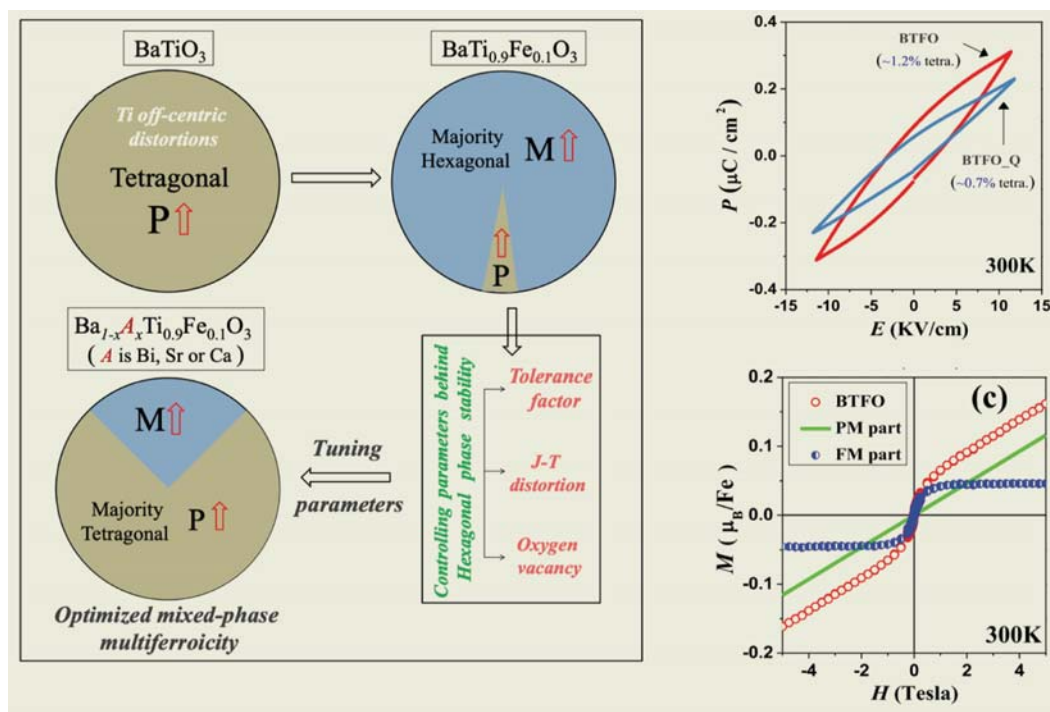 BaTiO3
Ti off-centric
distortions
Tetragonal
P⇧
BaTi0.9Fe0.1O3
Majority
Hexagonal
M⇧
P
Ba1-xAxTi0.9Fe0.1O3
( A is Bi, Sr or Ca )
M⇧
Majority
Tetragonal
P⇧
Optimized mixed-phase
multiferroicity
Tuning
parameters
Controlling parameters behind
Hexagonal phase stability
Tolerance
factor
J-T
distortion
Oxygen
vacancy
P (μC / cm²)
0.4
0.2
0.0
-0.2
-0.4
BTFO
(~1.2% tetra.)
BTFO_Q
(~0.7% tetra.)
300K
-15 -10 -5 0 5 10 15
E (KV/cm)
M ( μB/Fe)
0.2
0.1
0.0
-0.1
-0.2
BTFO
PM part
FM part
(c)
300K
-4 -2 0 2 4
H (Tesla)